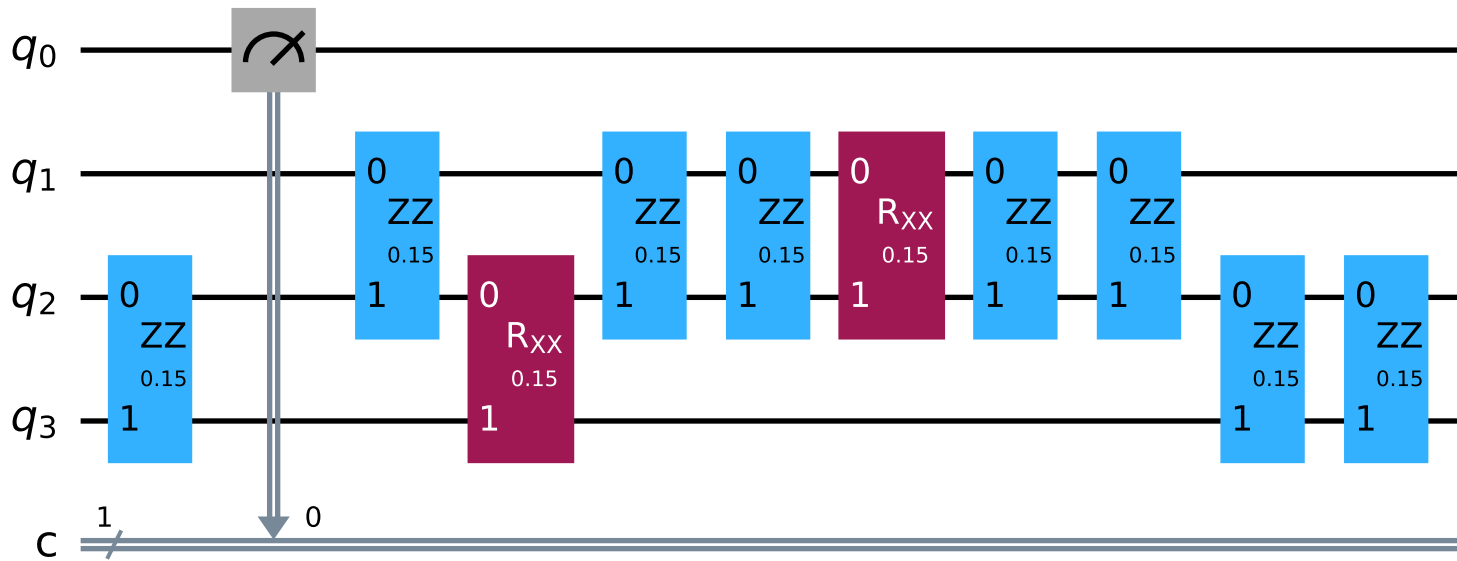 q0
0 0 0 0 0 0
q1
ZZ ZZ ZZ RXX ZZ ZZ
0.15 0.15 0.15 0.15 0.15 0.15
0 1 0 1 1 1 1 1 0 0
q2
ZZ RXX ZZ ZZ
0.15 0.15 0.15 0.15
1 1 1 1
q3
1 0
c